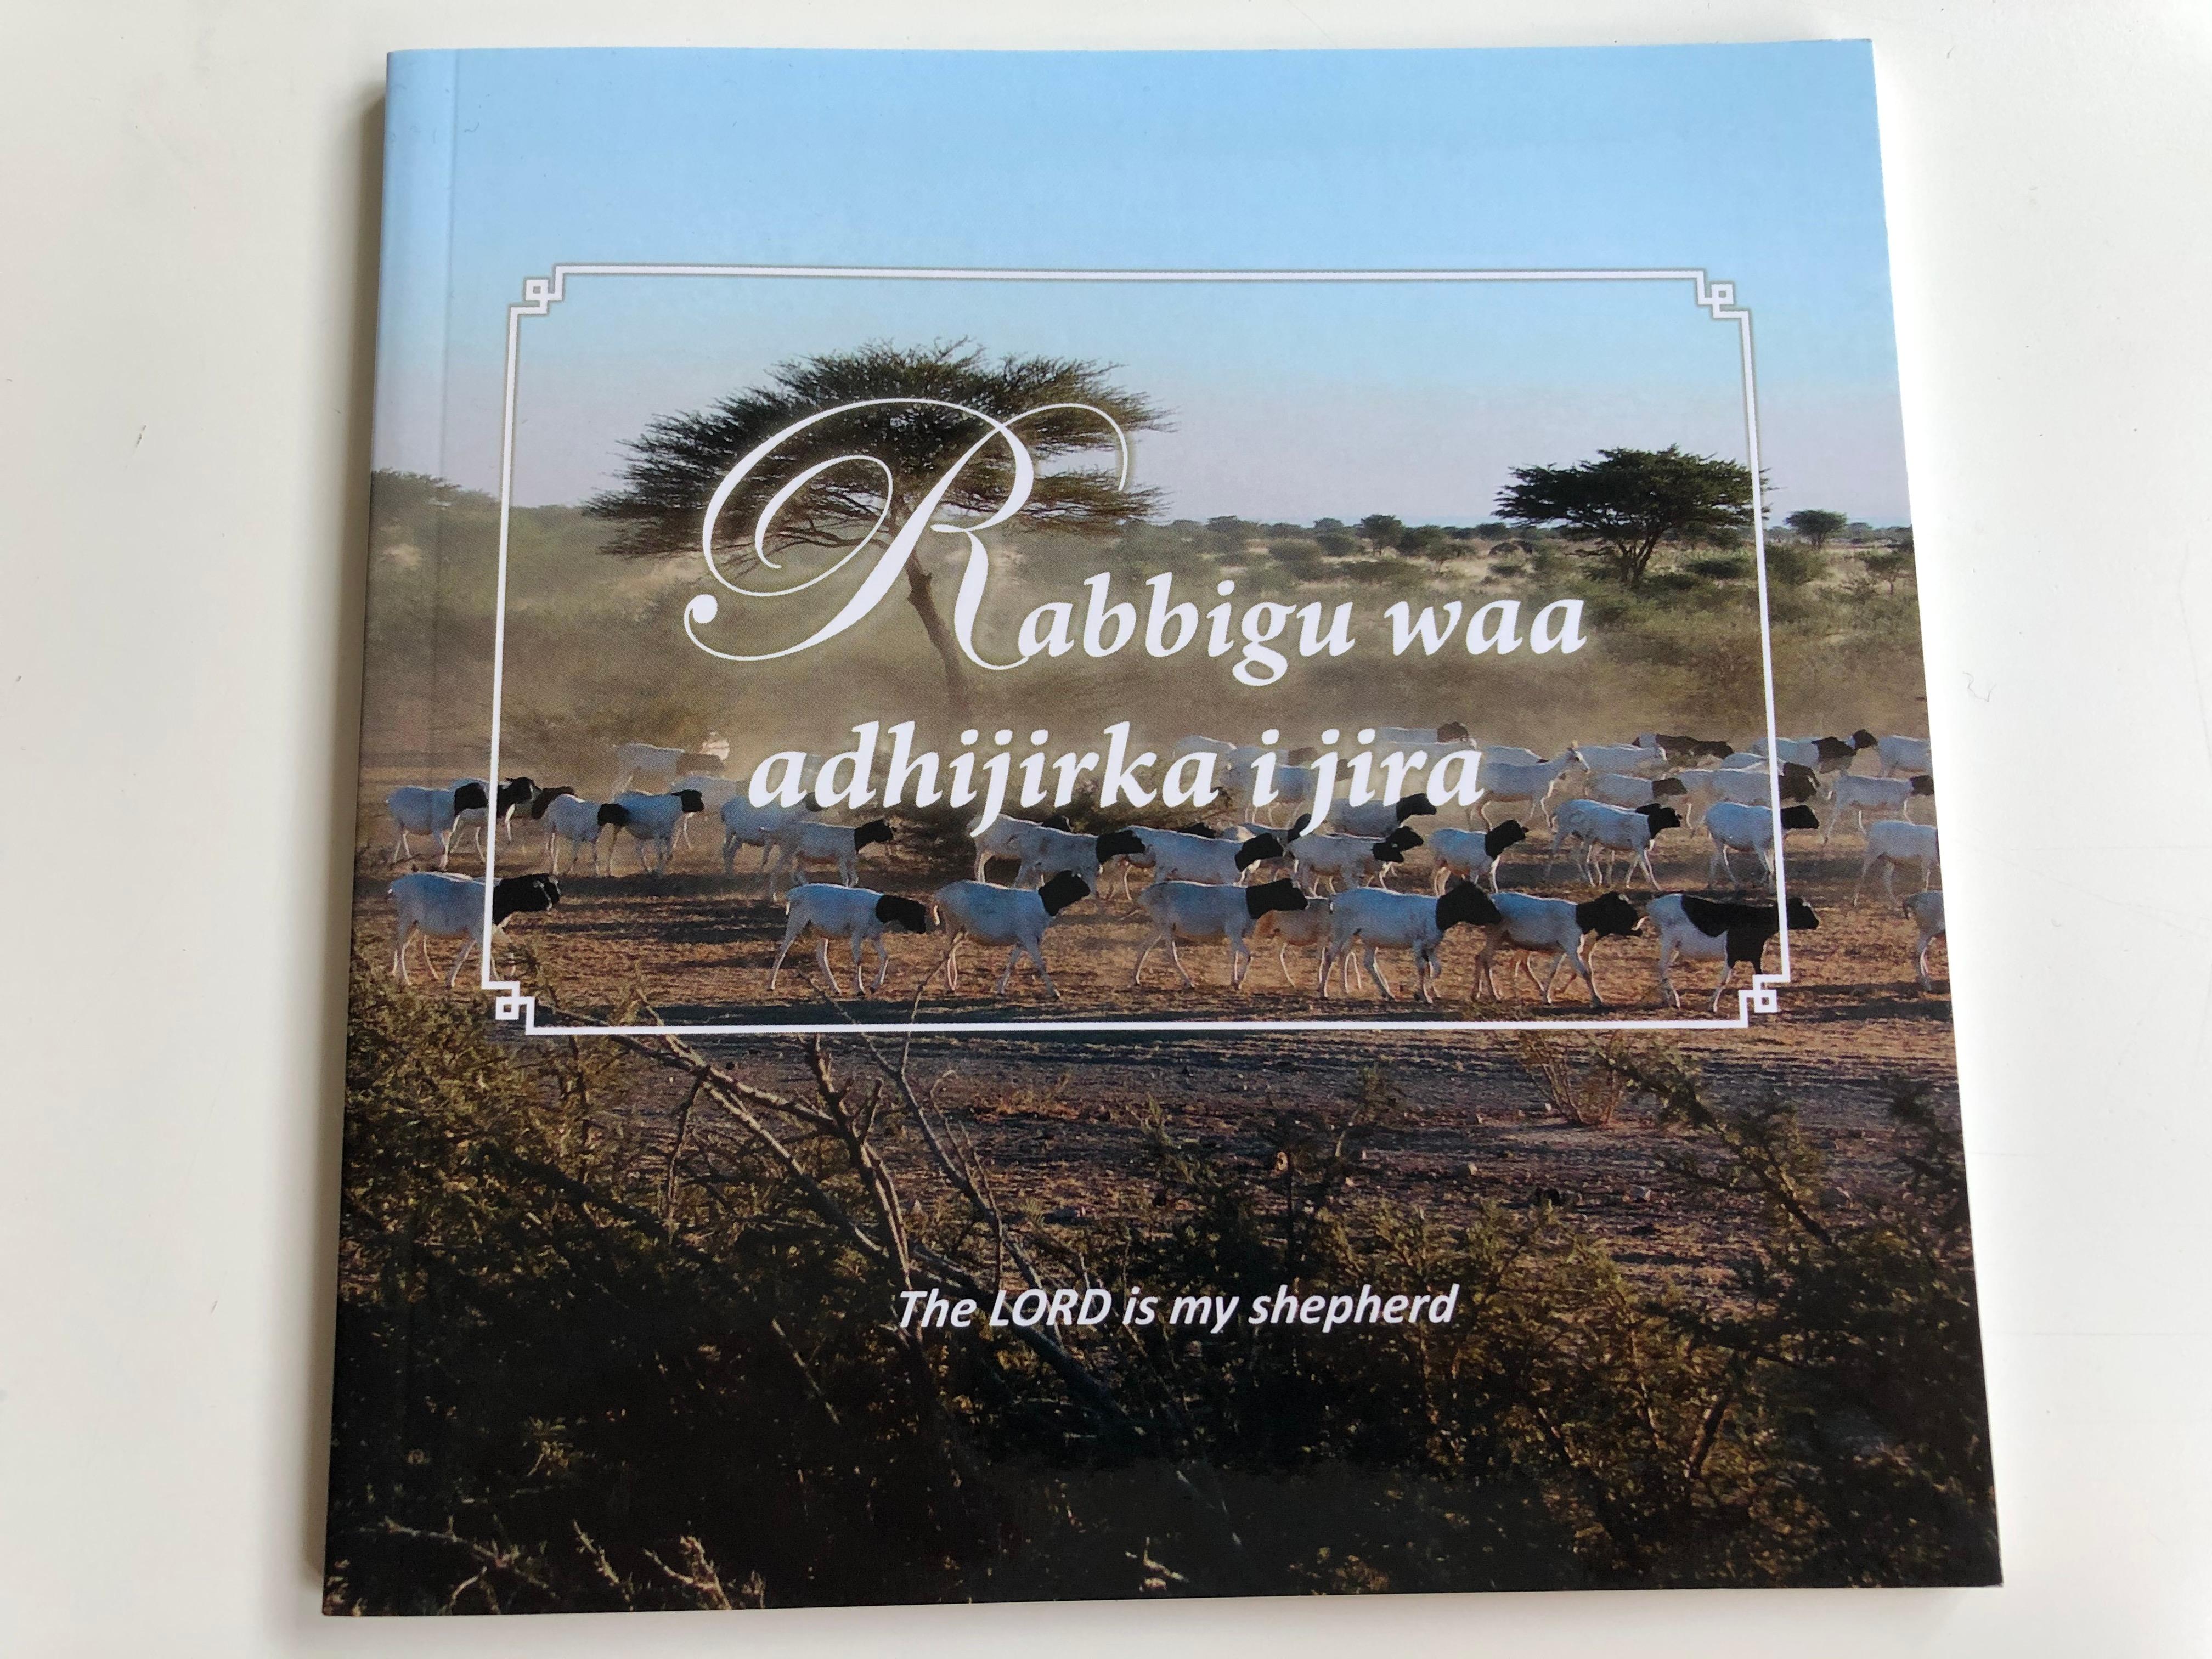 Rabbigu waa
adhijirka i jira
The LORD is my shepherd